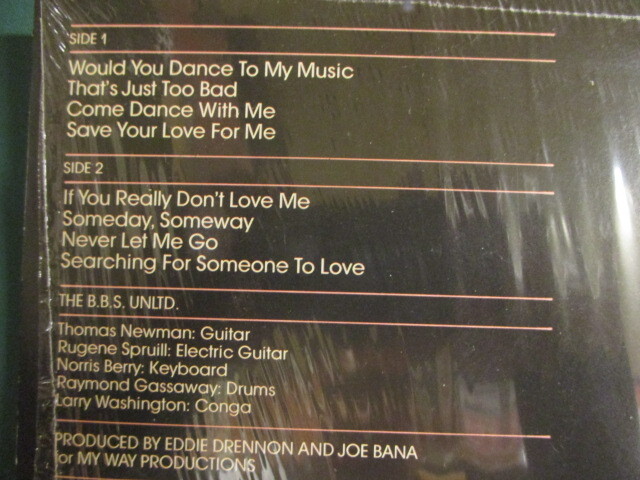 SIDE 1
Would You Dance To My Music
That's Just Too Bad
Come Dance With Me
Save Your Love For Me
SIDE 2
If You Really Don't Love Me
Someday, Someway
Never Let Me Go
Searching For Someone To Love
THE B.B.S. UNLTD.
Thomas Newman: Guitar
Rugene Spruill: Electric Guitar
Norris Berry: Keyboard
Raymond Gassaway: Drums
Larry Washington: Conga
PRODUCED BY EDDIE DRENNON AND JOE BANA
for MY WAY PRODUCTIONS